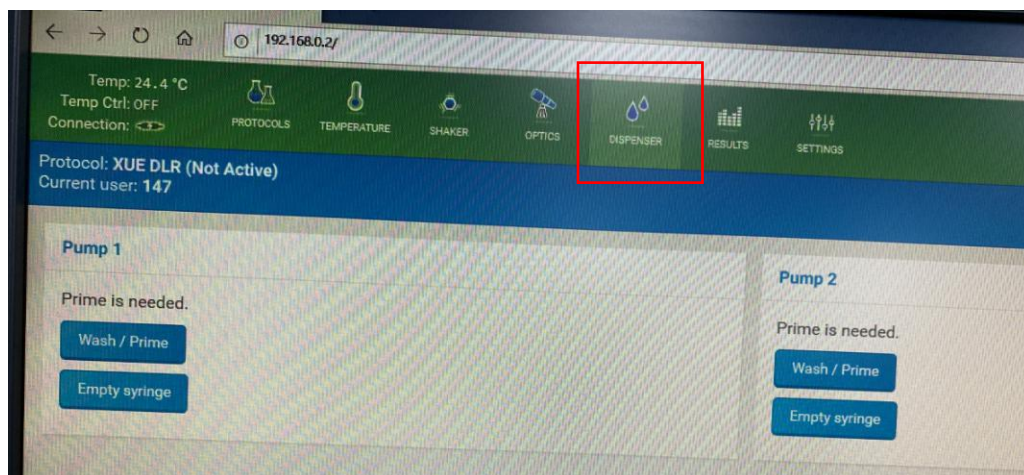 192.168.0.2/
Temp: 24.4 °C
Temp Ctrl: OFF
Connection:
PROTOCOLS
TEMPERATURE
SHAKER
OPTICS
DISPENSER
RESULTS
SETTINGS
Protocol: XUE DLR (Not Active)
Current user: 147
Pump 1
Prime is needed.
Wash / Prime
Empty syringe
Pump 2
Prime is needed.
Wash / Prime
Empty syringe